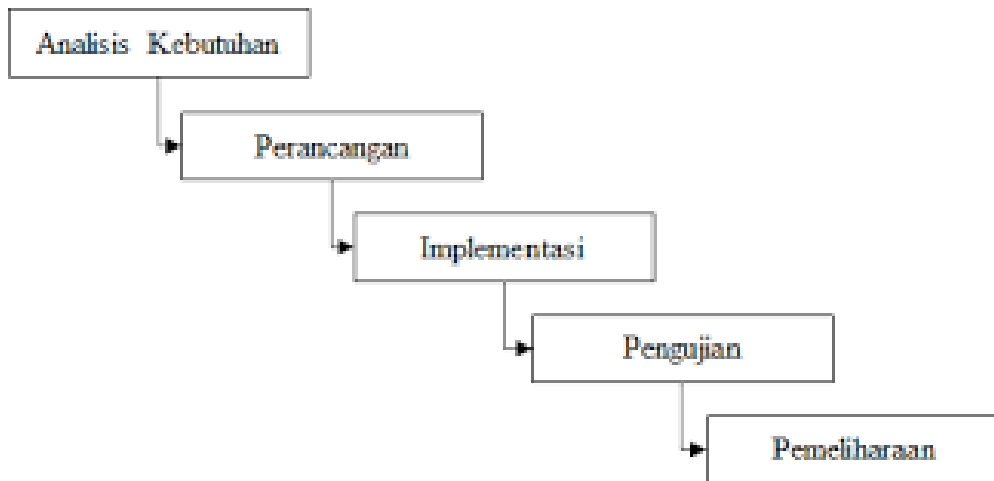 Analisis Kebutuhan
Perancangan
Implementasi
Pengujian
Pemeliharaan